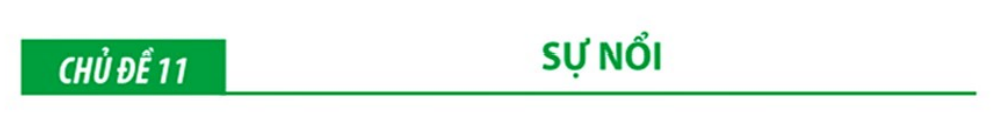 CHỦ ĐỀ 11
SỰ NỔI